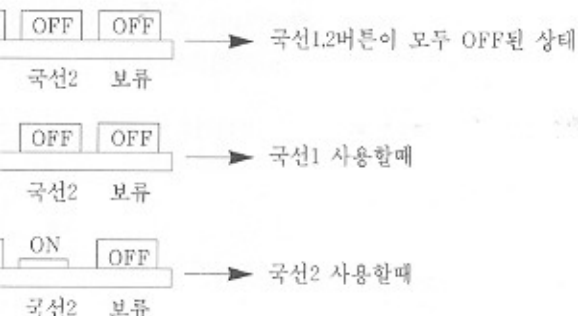 OFF OFF
국선1,2버튼이 모두 OFF된 상태
국선2 보류
OFF OFF
국선1 사용할때
국선2 보류
ON OFF
국선2 사용할때
국선2 보류